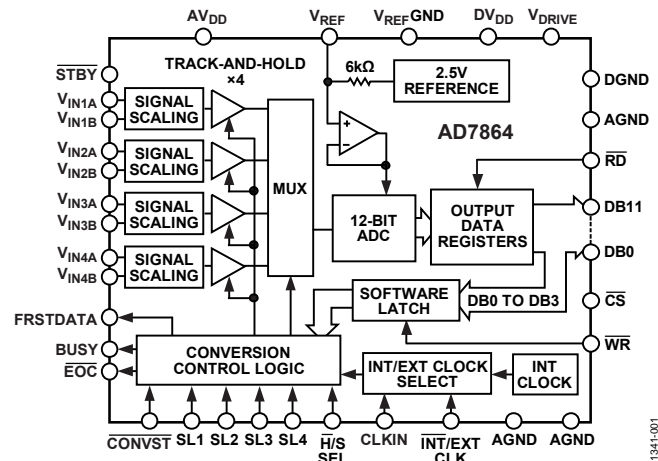 AVDD
VREF
VREFGND
DVDD
VDRIVE
STBY
TRACK-AND-HOLD
×4
6kΩ
2.5V
REFERENCE
DGND
AGND
AD7864
VIN1A
VIN1B
SIGNAL
SCALING
VIN2A
VIN2B
SIGNAL
SCALING
VIN3A
VIN3B
SIGNAL
SCALING
VIN4A
VIN4B
SIGNAL
SCALING
MUX
+
–
12-BIT
ADC
OUTPUT
DATA
REGISTERS
RD
DB11
DB0
SOFTWARE
LATCH
DB0 TO DB3
CS
WR
FRSTDATA
BUSY
EOC
CONVERSION
CONTROL LOGIC
INT/EXT CLOCK
SELECT
INT
CLOCK
CONVST
SL1
SL2
SL3
SL4
H/S
SEL
CLKIN
INT/EXT
CLK
AGND
AGND
1341-001